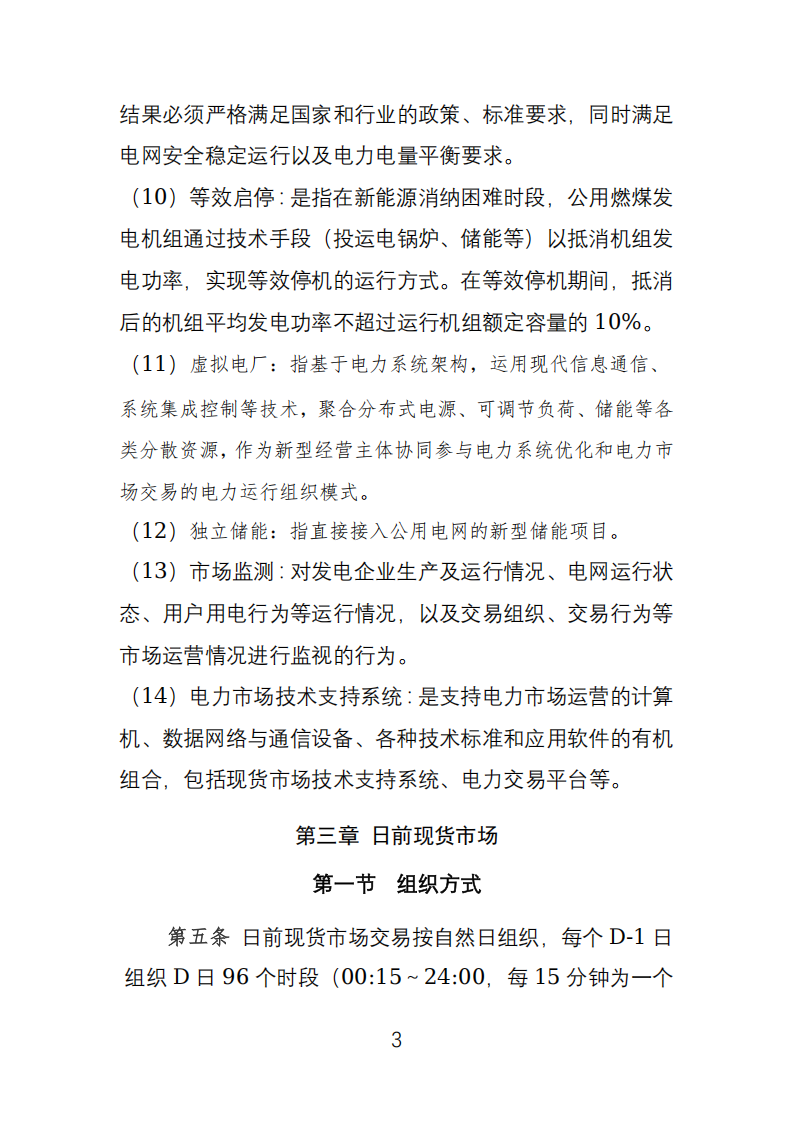 结果必须严格满足国家和行业的政策、标准要求，同时满足
电网安全稳定运行以及电力电量平衡要求。
（10）等效启停：是指在新能源消纳困难时段，公用燃煤发
电机组通过技术手段（投运电锅炉、储能等）以抵消机组发
电功率，实现等效停机的运行方式。在等效停机期间，抵消
后的机组平均发电功率不超过运行机组额定容量的 10%。
（11）虚拟电厂：指基于电力系统架构，运用现代信息通信、
系统集成控制等技术，聚合分布式电源、可调节负荷、储能等各
类分散资源，作为新型经营主体协同参与电力系统优化和电力市
场交易的电力运行组织模式。
（12）独立储能：指直接接入公用电网的新型储能项目。
（13）市场监测：对发电企业生产及运行情况、电网运行状
态、用户用电行为等运行情况，以及交易组织、交易行为等
市场运营情况进行监视的行为。
（14）电力市场技术支持系统：是支持电力市场运营的计算
机、数据网络与通信设备、各种技术标准和应用软件的有机
组合，包括现货市场技术支持系统、电力交易平台等。
第三章 日前现货市场
第一节　组织方式
第五条 日前现货市场交易按自然日组织，每个 D-1 日
组织 D 日 96 个时段（00:15～24:00，每 15 分钟为一个
3